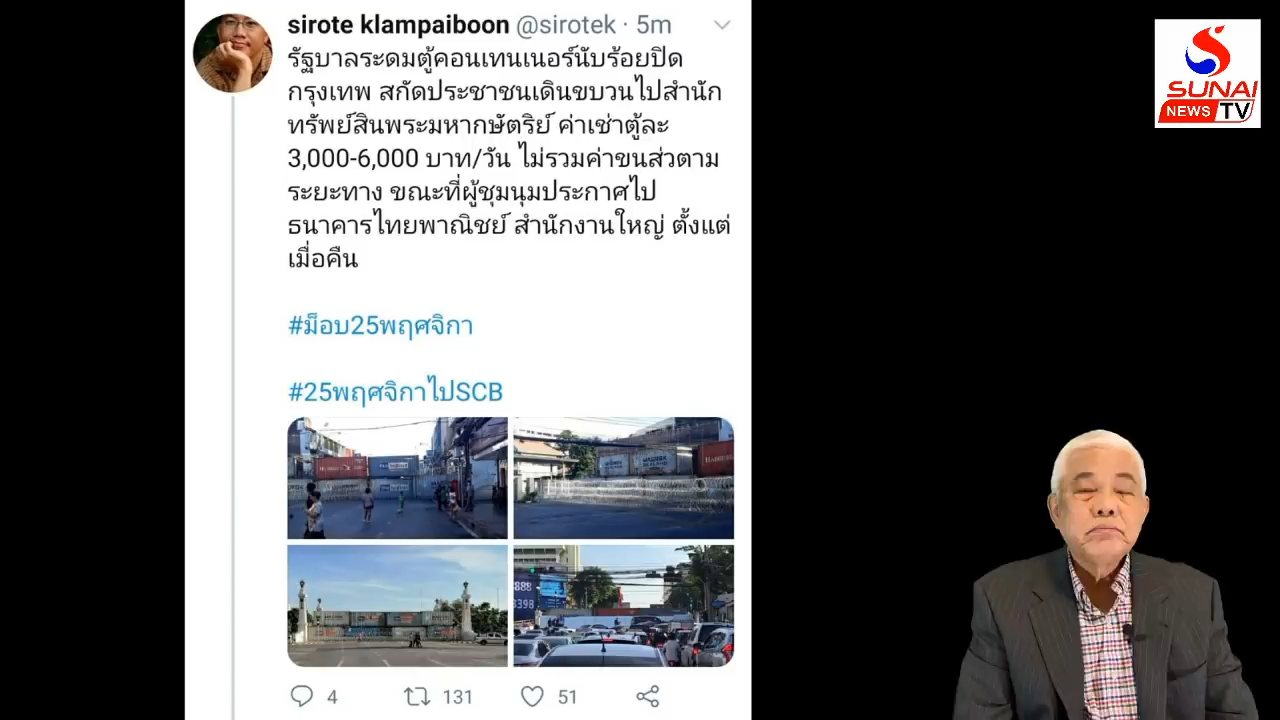 sirote klampaiboon @sirotek · 5m
รัฐบาลระดมตู้คอนเทนเนอร์นับร้อยปิด
กรุงเทพ สกัดประชาชนเดินขบวนไปสำนัก
ทรัพย์สินพระมหากษัตริย์ ค่าเช่าตู้ละ
3,000-6,000 บาท/วัน ไม่รวมค่าขนส่วตาม
ระยะทาง ขณะที่ผู้ชุมนุมประกาศไป
ธนาคารไทยพาณิชย์ สำนักงานใหญ่ ตั้งแต่
เมื่อคืน
#ม็อบ25พฤศจิกา
#25พฤศจิกาไปSCB
4 131 51
SUNAI
NEWS TV